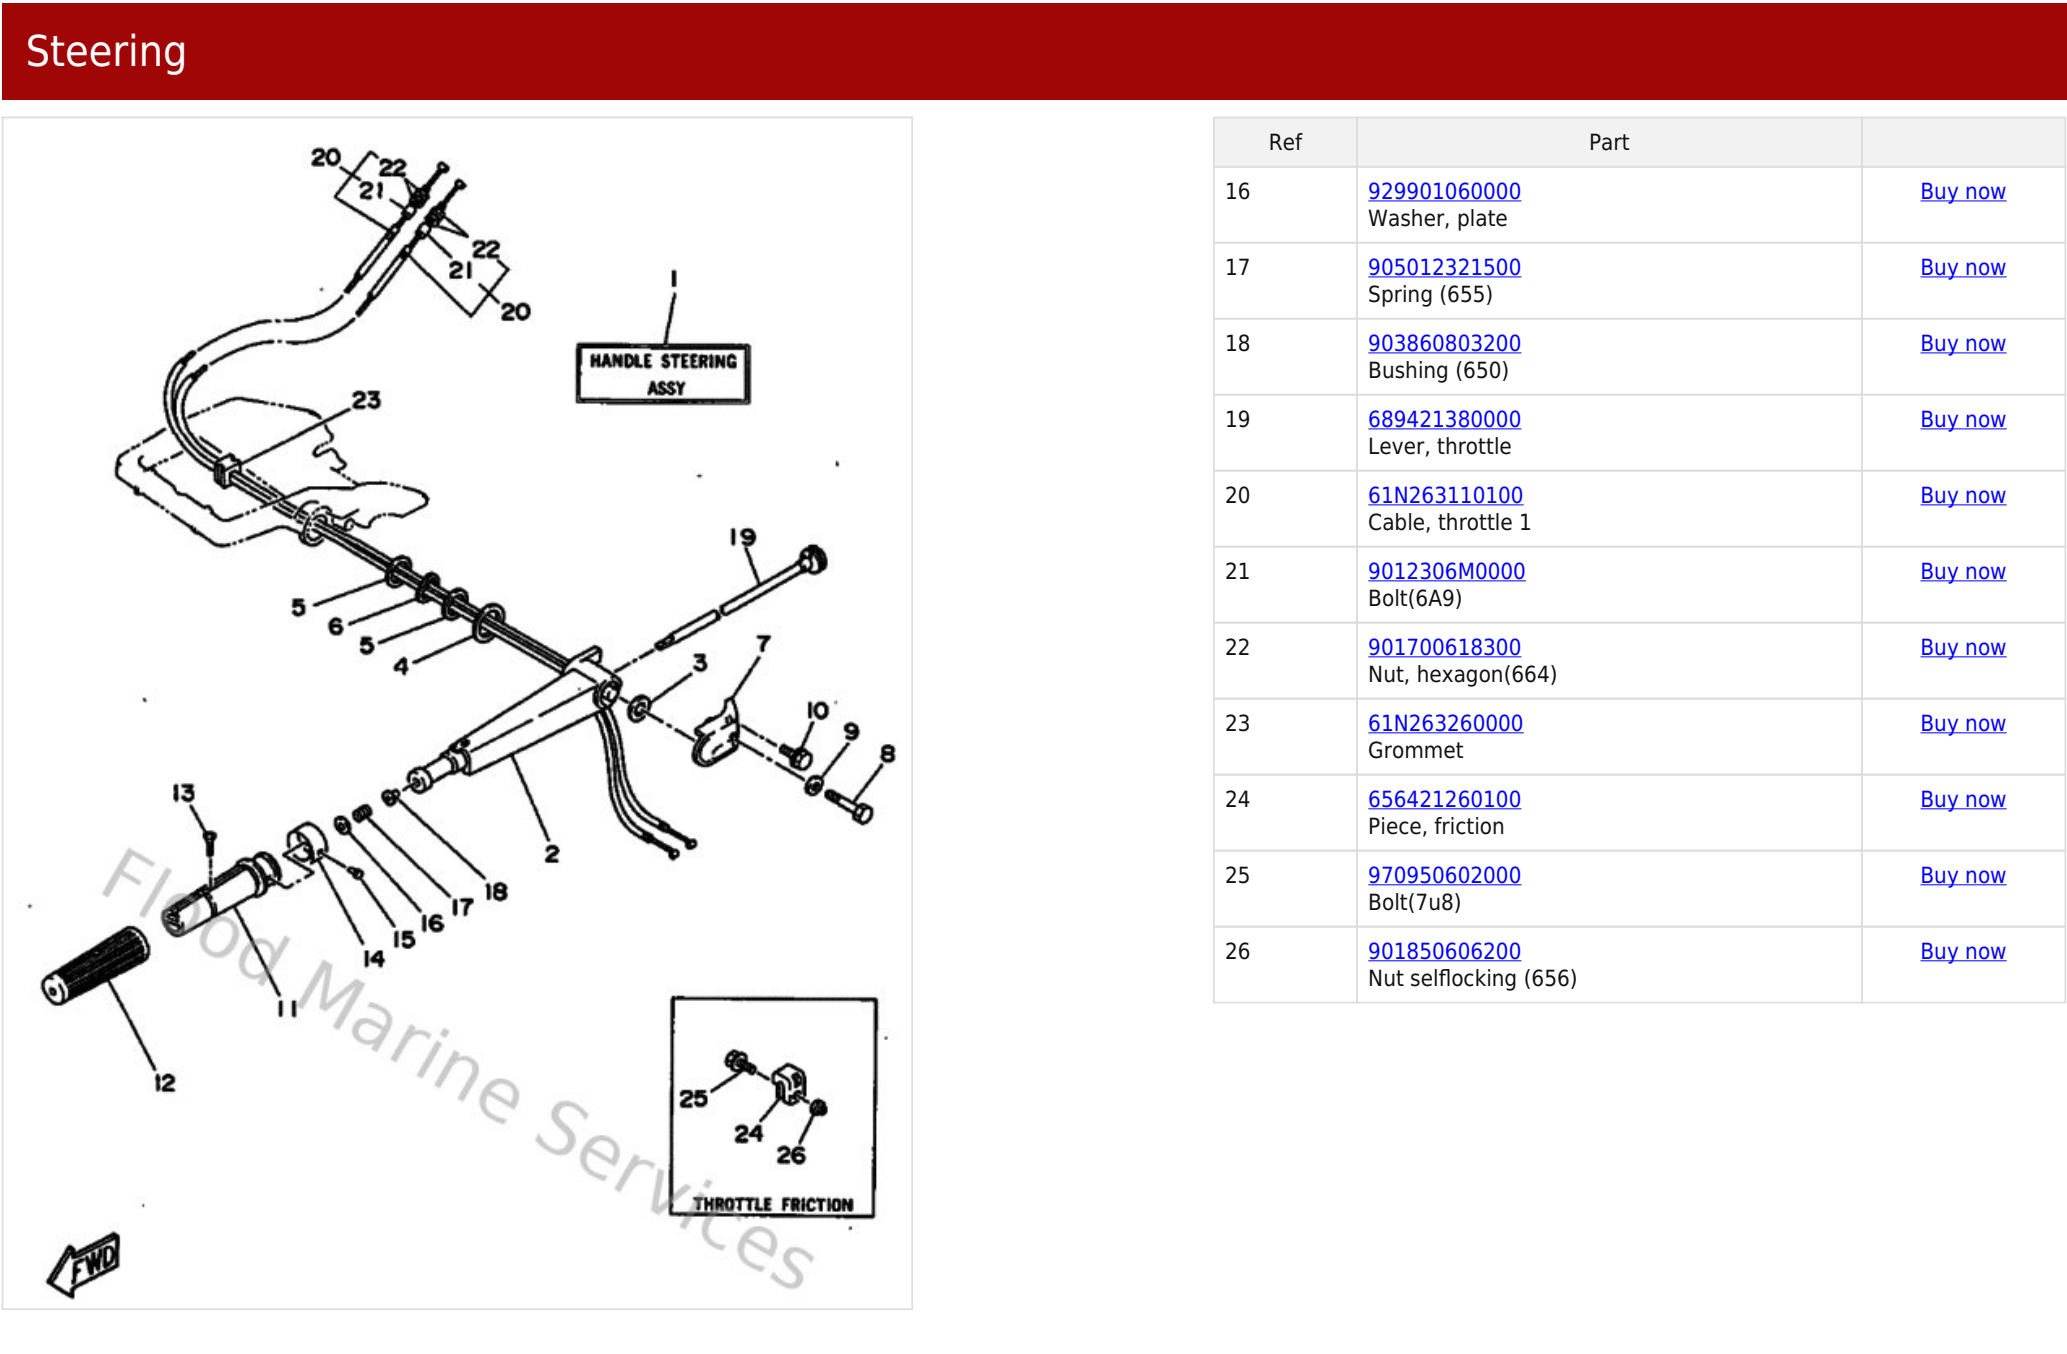 Steering
20
22
21
22
21
20
1
HANDLE STEERING
ASSY
23
19
5
6
5
4
3
7
10
9
8
13
2
18
17
16
15
14
11
12
25
24
26
THROTTLE FRICTION
FWD
Flood Marine Services
Ref Part
16 929901060000 Buy now
Washer, plate
17 905012321500 Buy now
Spring (655)
18 903860803200 Buy now
Bushing (650)
19 689421380000 Buy now
Lever, throttle
20 61N263110100 Buy now
Cable, throttle 1
21 9012306M0000 Buy now
Bolt(6A9)
22 901700618300 Buy now
Nut, hexagon(664)
23 61N263260000 Buy now
Grommet
24 656421260100 Buy now
Piece, friction
25 970950602000 Buy now
Bolt(7u8)
26 901850606200 Buy now
Nut selflocking (656)